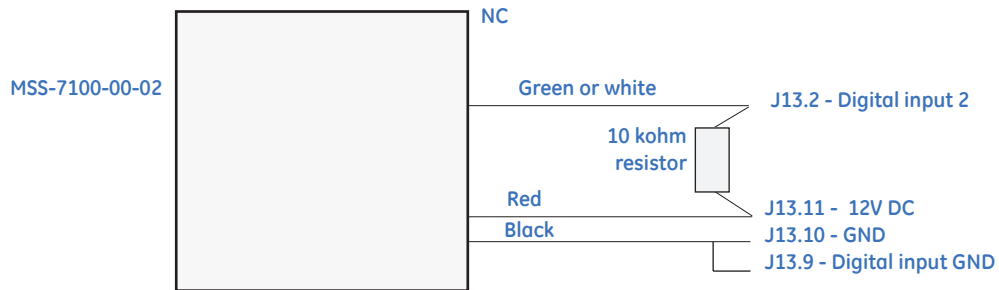 NC
MSS-7100-00-02
Green or white
J13.2 - Digital input 2
10 kohm
resistor
Red
J13.11 - 12V DC
Black
J13.10 - GND
J13.9 - Digital input GND